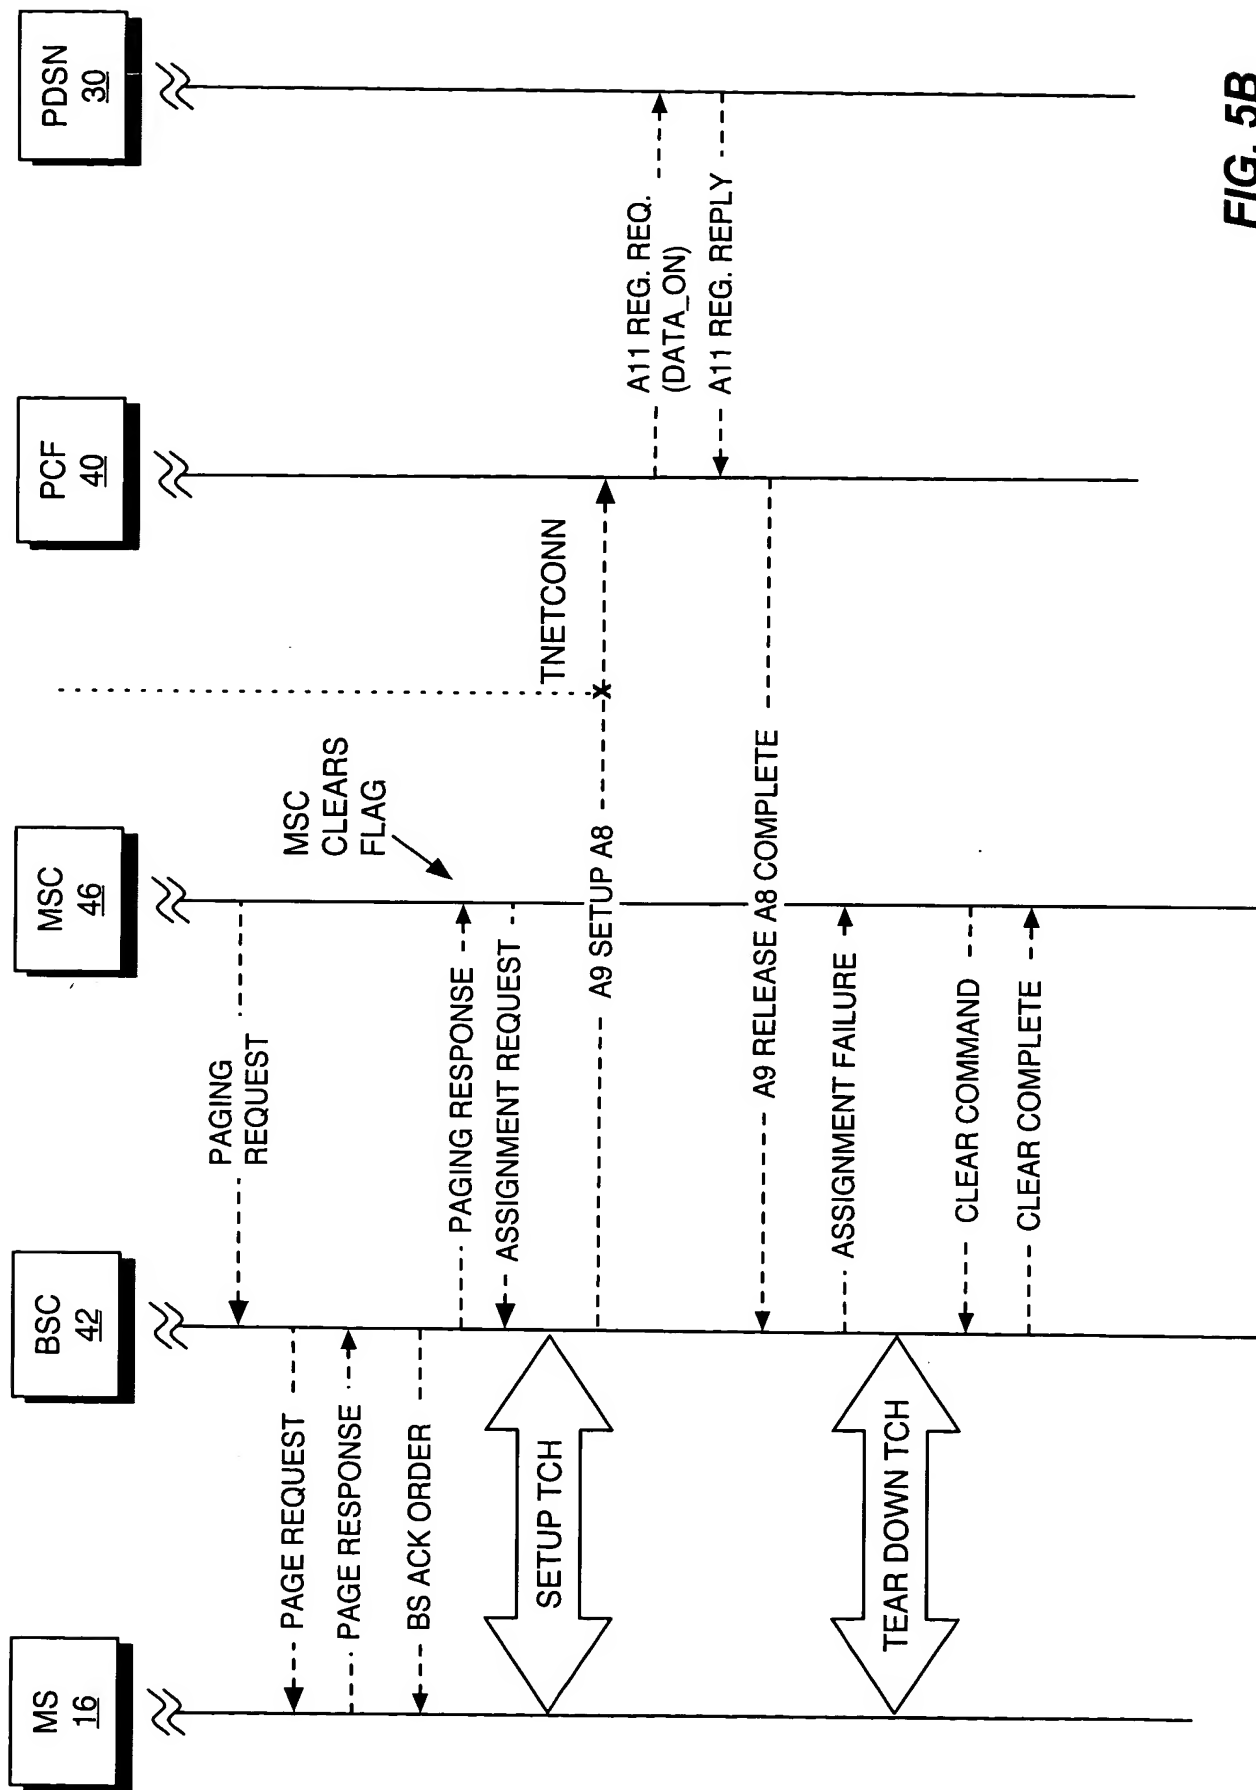 MS
16
BSC
42
MSC
46
PCF
40
PDSN
30
PAGING
REQUEST
PAGE REQUEST
PAGE RESPONSE
BS ACK ORDER
PAGING RESPONSE
MSC
CLEARS
FLAG
ASSIGNMENT REQUEST
SETUP TCH
A9 SETUP A8
TNETCONN
A11 REG. REQ.
(DATA_ON)
A11 REG. REPLY
A9 RELEASE A8 COMPLETE
ASSIGNMENT FAILURE
TEAR DOWN TCH
CLEAR COMMAND
CLEAR COMPLETE
FIG. 5B